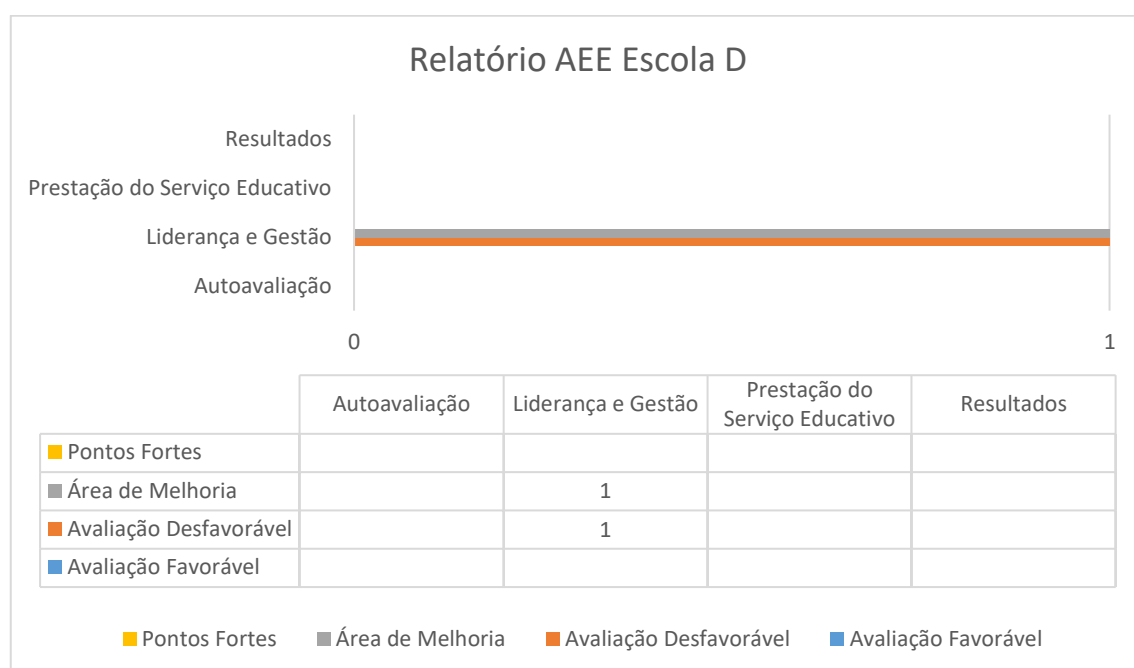 Relatório AEE Escola D
Resultados
Prestação do Serviço Educativo
Liderança e Gestão
Autoavaliação
0 1
Autoavaliação Liderança e Gestão Prestação do Serviço Educativo Resultados
Pontos Fortes
Área de Melhoria 1
Avaliação Desfavorável 1
Avaliação Favorável
Pontos Fortes Área de Melhoria Avaliação Desfavorável Avaliação Favorável